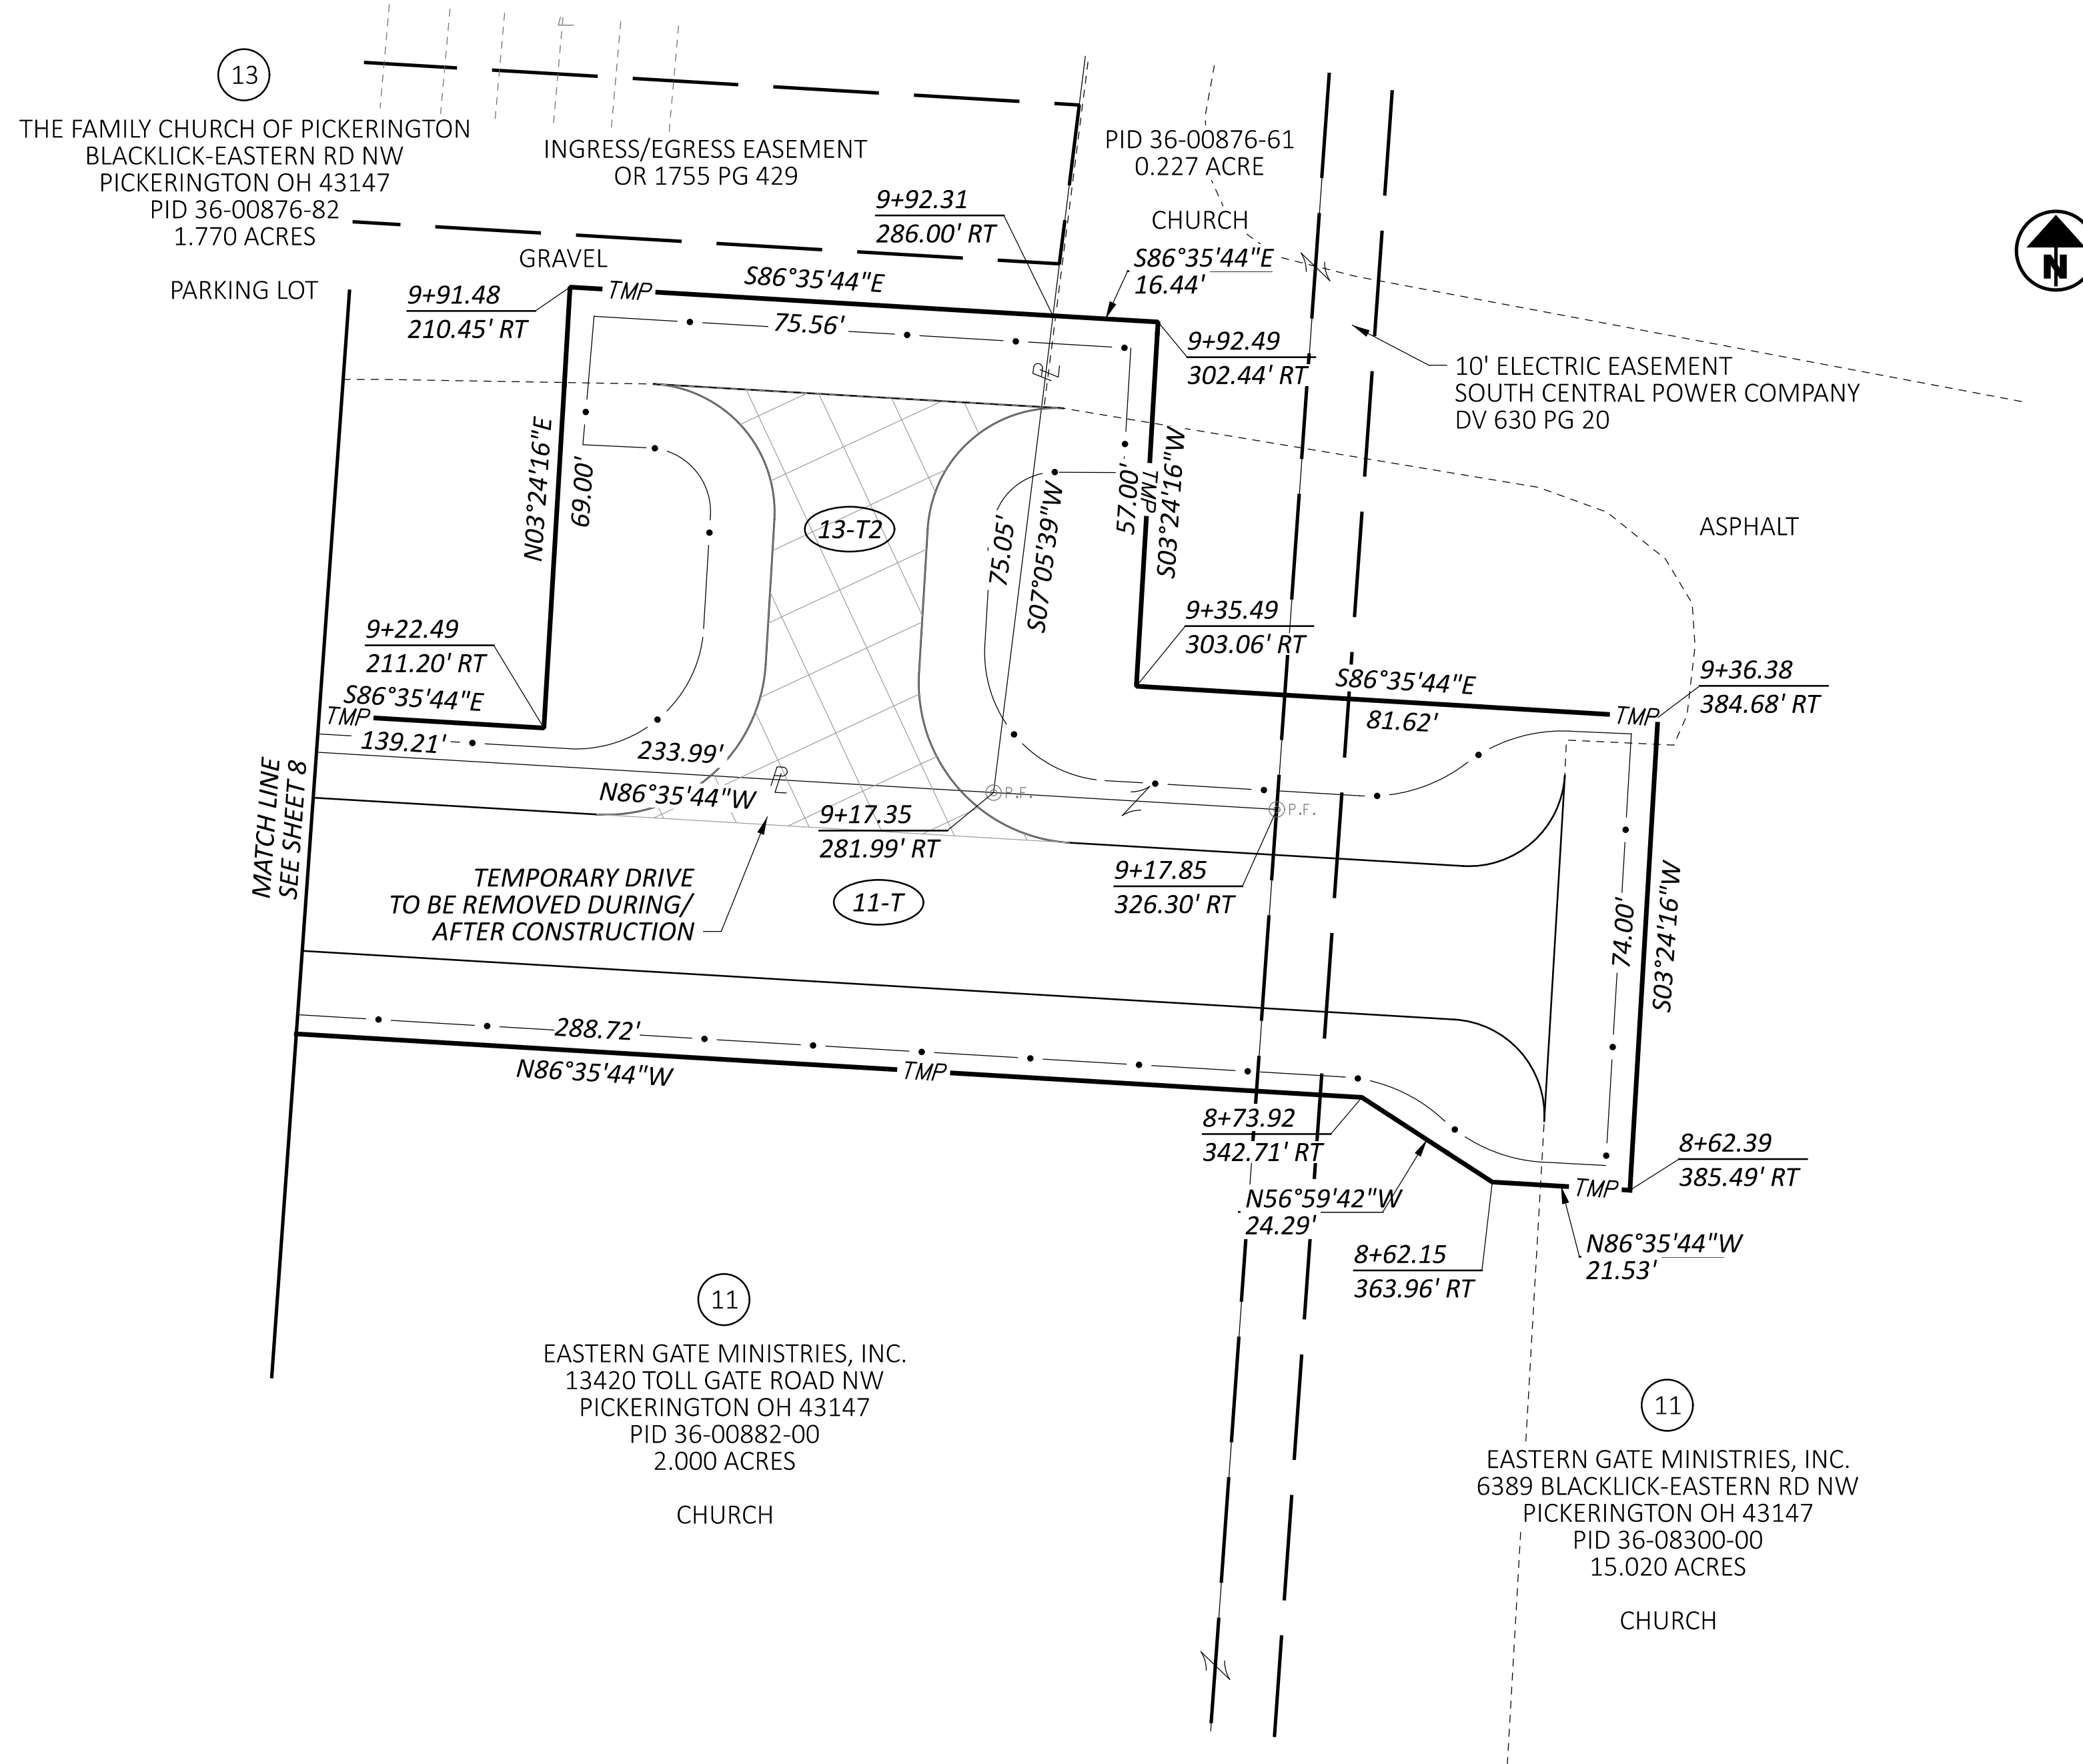 13
THE FAMILY CHURCH OF PICKERINGTON
BLACKLICK-EASTERN RD NW
PICKERINGTON OH 43147
PID 36-00876-82
1.770 ACRES
PARKING LOT
INGRESS/EGRESS EASEMENT
OR 1755 PG 429
GRAVEL
PID 36-00876-61
0.227 ACRE
CHURCH
N
9+92.31
286.00' RT
S86°35'44"E
16.44'
9+91.48
210.45' RT
TMP
S86°35'44"E
75.56'
9+92.49
302.44' RT
10' ELECTRIC EASEMENT
SOUTH CENTRAL POWER COMPANY
DV 630 PG 20
ASPHALT
N03°24'16"E
69.00'
13-T2
75.05'
S07°05'39"W
57.00'
TMP
S03°24'16"W
PL
9+22.49
211.20' RT
S86°35'44"E
TMP
139.21'
9+35.49
303.06' RT
S86°35'44"E
81.62'
TMP
9+36.38
384.68' RT
MATCH LINE
SEE SHEET 8
233.99'
N86°35'44"W
PL
P.F.
P.F.
9+17.35
281.99' RT
9+17.85
326.30' RT
TEMPORARY DRIVE
TO BE REMOVED DURING/
AFTER CONSTRUCTION
11-T
74.00'
S03°24'16"W
288.72'
N86°35'44"W
TMP
8+73.92
342.71' RT
N56°59'42"W
24.29'
8+62.15
363.96' RT
TMP
8+62.39
385.49' RT
N86°35'44"W
21.53'
11
EASTERN GATE MINISTRIES, INC.
13420 TOLL GATE ROAD NW
PICKERINGTON OH 43147
PID 36-00882-00
2.000 ACRES
CHURCH
11
EASTERN GATE MINISTRIES, INC.
6389 BLACKLICK-EASTERN RD NW
PICKERINGTON OH 43147
PID 36-08300-00
15.020 ACRES
CHURCH